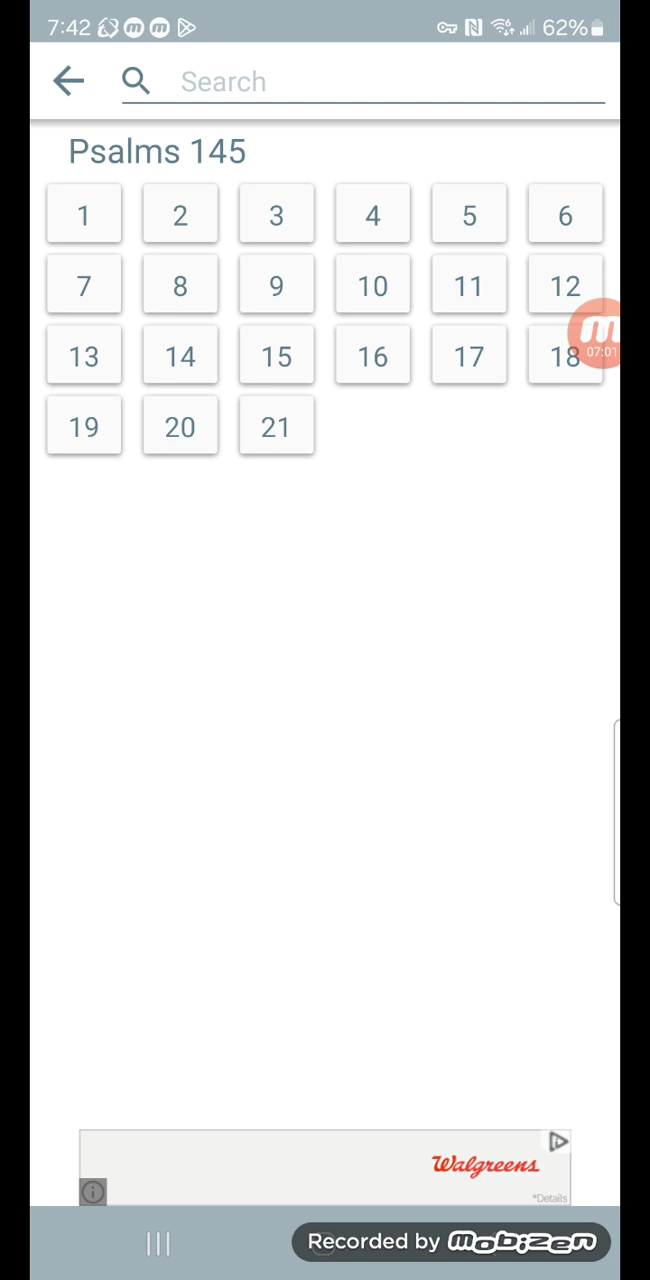 7:42 62%
Search
Psalms 145
1 2 3 4 5 6
7 8 9 10 11 12
13 14 15 16 17 18
07:01
19 20 21
Walgreens
*Details
Recorded by mobizen